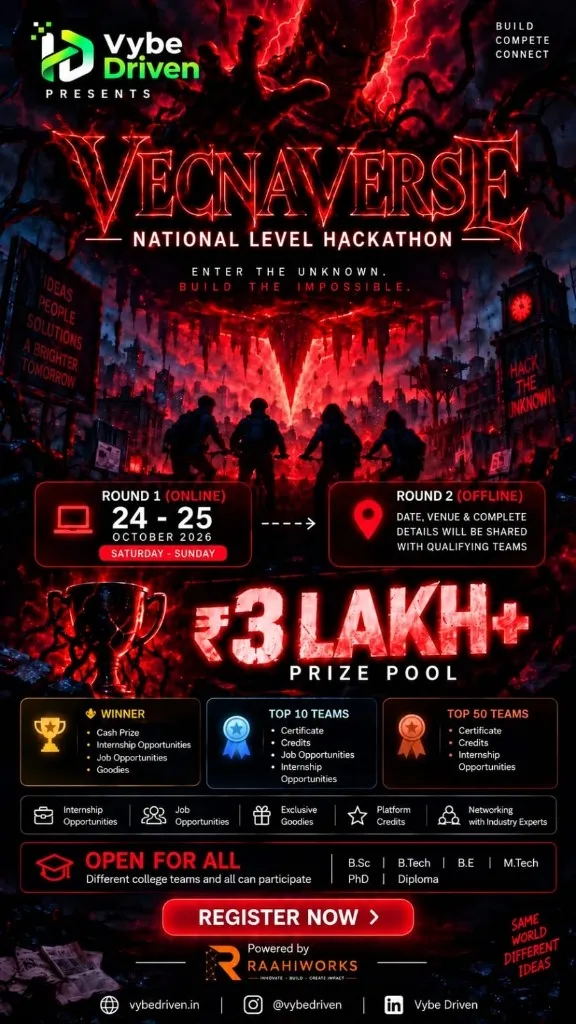 Vybe
Driven
PRESENTS
BUILD
COMPETE
CONNECT
VECNAVERSE
NATIONAL LEVEL HACKATHON
ENTER THE UNKNOWN.
BUILD THE IMPOSSIBLE.
IDEAS
PEOPLE
SOLUTIONS
A BRIGHTER
TOMORROW
HACK
THE
UNKNOWN
ROUND 1 (ONLINE)
24 - 25
OCTOBER 2026
SATURDAY - SUNDAY
ROUND 2 (OFFLINE)
DATE, VENUE & COMPLETE
DETAILS WILL BE SHARED
WITH QUALIFYING TEAMS
₹3 LAKH+
PRIZE POOL
WINNER
• Cash Prize
• Internship Opportunities
• Job Opportunities
• Goodies
TOP 10 TEAMS
• Certificate
• Credits
• Job Opportunities
• Internship
Opportunities
TOP 50 TEAMS
• Certificate
• Credits
• Internship
Opportunities
Internship
Opportunities
Job
Opportunities
Exclusive
Goodies
Platform
Credits
Networking
with Industry Experts
OPEN FOR ALL
Different college teams and all can participate
B.Sc | B.Tech | B.E | M.Tech
PhD | Diploma
REGISTER NOW >
SAME
WORLD
DIFFERENT
IDEAS
Powered by
RAAHIWORKS
INNOVATE - BUILD - CREATE IMPACT
vybedriven.in | @vybedriven | Vybe Driven